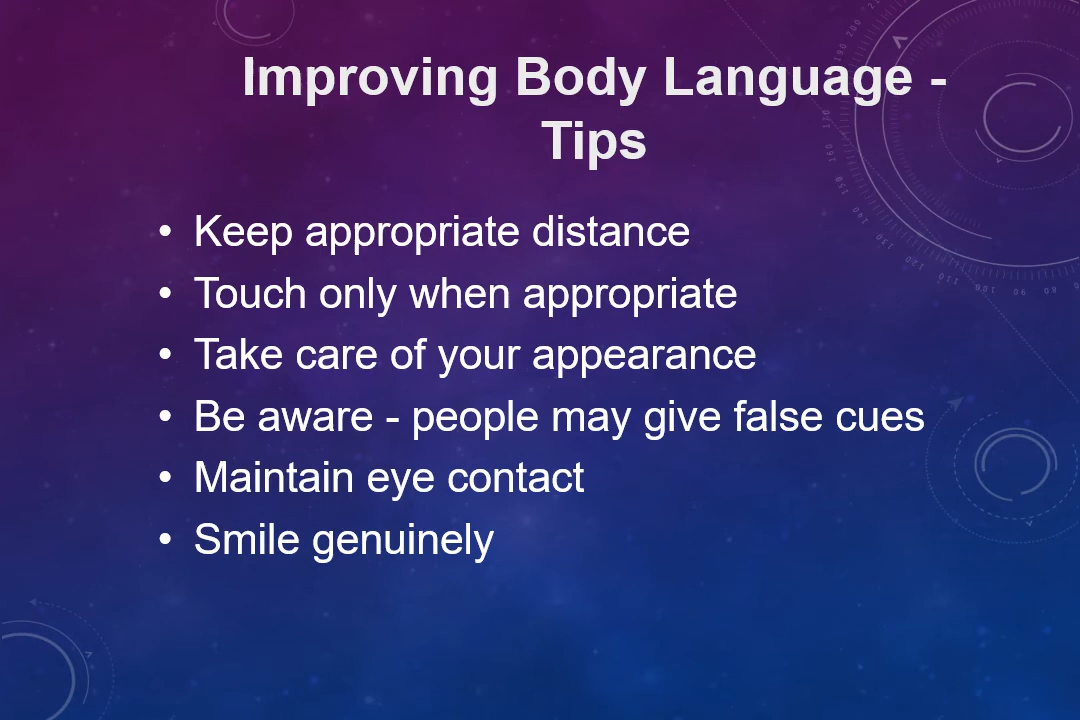 Improving Body Language -
Tips
• Keep appropriate distance
• Touch only when appropriate
• Take care of your appearance
• Be aware - people may give false cues
• Maintain eye contact
• Smile genuinely